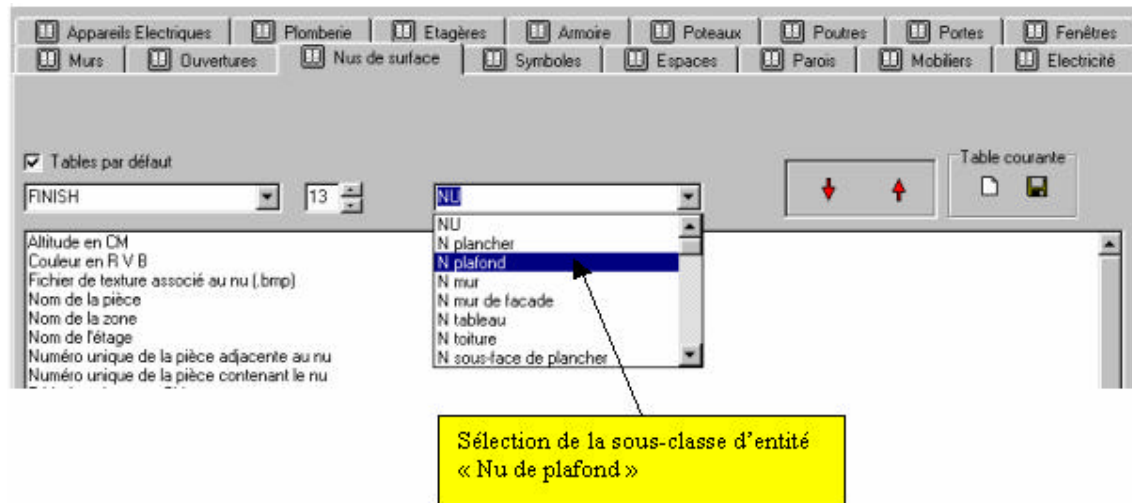 Appareils Electriques Plomberie Etagères Armoire Poteaux Poutres Portes Fenêtres
Murs Ouvertures Nus de surface Symboles Espaces Parois Mobiliers Electricité
Tables par défaut
Table courante
FINISH 13 NU
NU
N plancher
N plafond
N mur
N mur de facade
N tableau
N toiture
N sous-face de plancher
Altitude en CM
Couleur en R V B
Fichier de texture associé au nu (.bmp)
Nom de la pièce
Nom de la zone
Nom de l'étage
Numéro unique de la pièce adjacente au nu
Numéro unique de la pièce contenant le nu
Sélection de la sous-classe d'entité
« Nu de plafond »